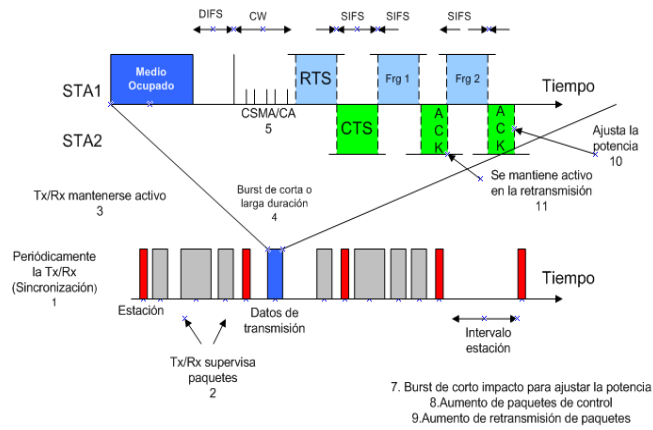 DIFS
CW
SIFS
SIFS
SIFS
Medio
Ocupado
RTS
Frg 1
Frg 2
Tiempo
STA1
CSMA/CA
5
CTS
A
C
K
A
C
K
STA2
Ajusta la
potencia
10
Se mantiene activo
en la retransmisión
11
Tx/Rx mantenerse activo
3
Burst de corta o
larga duración
4
Periódicamente
la Tx/Rx
(Sincronización)
1
Tiempo
Estación
Datos de
transmisión
Intervalo
estación
Tx/Rx supervisa
paquetes
2
7. Burst de corto impacto para ajustar la potencia
8.Aumento de paquetes de control
9.Aumento de retransmisión de paquetes